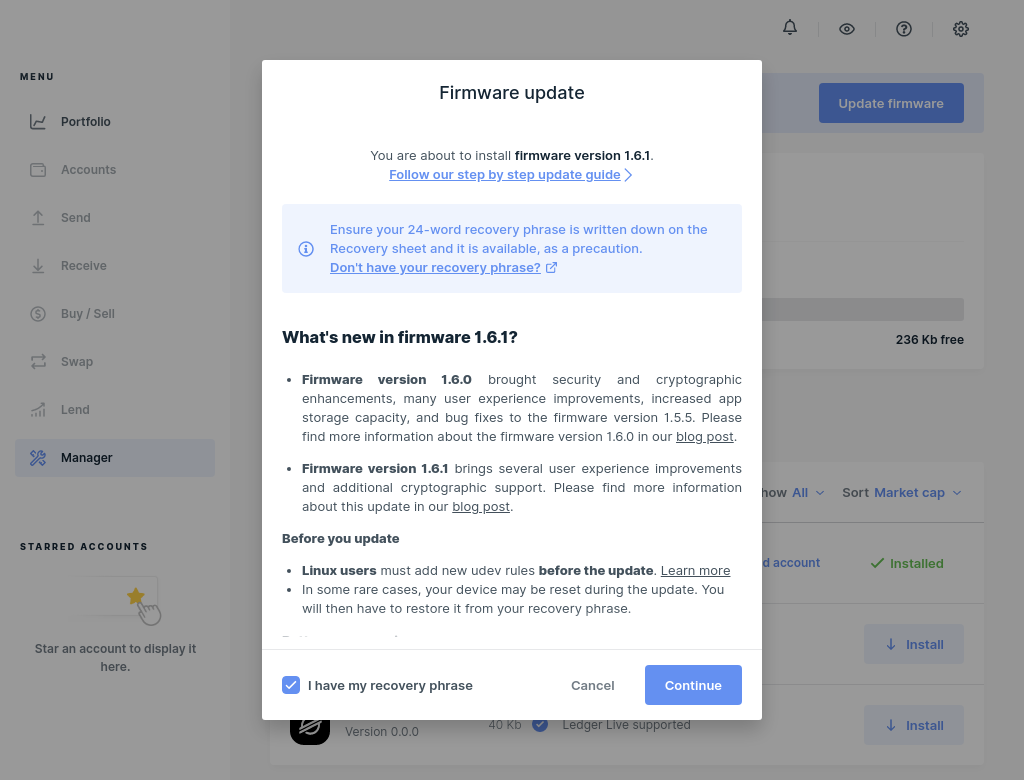 MENU
Portfolio
Accounts
Send
Receive
Buy / Sell
Swap
Lend
Manager
STARRED ACCOUNTS
Star an account to display it
here.
Update firmware
236 Kb free
All
Sort Market cap
account
Installed
Install
Install
Version 0.0.0
40 Kb
Ledger Live supported
Firmware update
You are about to install firmware version 1.6.1.
Follow our step by step update guide
Ensure your 24-word recovery phrase is written down on the
Recovery sheet and it is available, as a precaution.
Don't have your recovery phrase?
What's new in firmware 1.6.1?
• Firmware version 1.6.0 brought security and cryptographic
enhancements, many user experience improvements, increased app
storage capacity, and bug fixes to the firmware version 1.5.5. Please
find more information about the firmware version 1.6.0 in our blog post.
• Firmware version 1.6.1 brings several user experience improvements
and additional cryptographic support. Please find more information
about this update in our blog post.
Before you update
• Linux users must add new udev rules before the update. Learn more
• In some rare cases, your device may be reset during the update. You
will then have to restore it from your recovery phrase.
I have my recovery phrase
Cancel
Continue